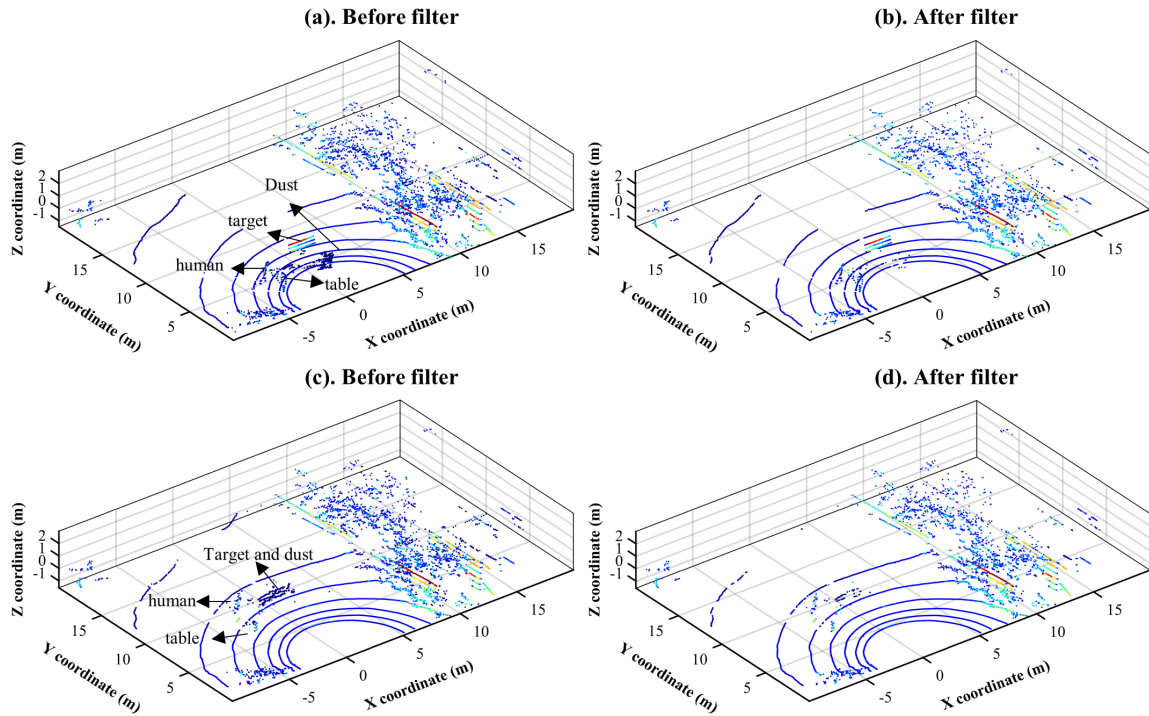 (a). Before filter
(b). After filter
Z coordinate (m)
2
1
0
-1
15
10
5
Y coordinate (m)
-5
0
5
10
15
X coordinate (m)
Dust
target
human
table
Z coordinate (m)
2
1
0
-1
15
10
5
Y coordinate (m)
-5
0
5
10
15
X coordinate (m)
(c). Before filter
(d). After filter
Z coordinate (m)
2
1
0
-1
15
10
5
Y coordinate (m)
-5
0
5
10
15
X coordinate (m)
Target and dust
human
table
Z coordinate (m)
2
1
0
-1
15
10
5
Y coordinate (m)
-5
0
5
10
15
X coordinate (m)